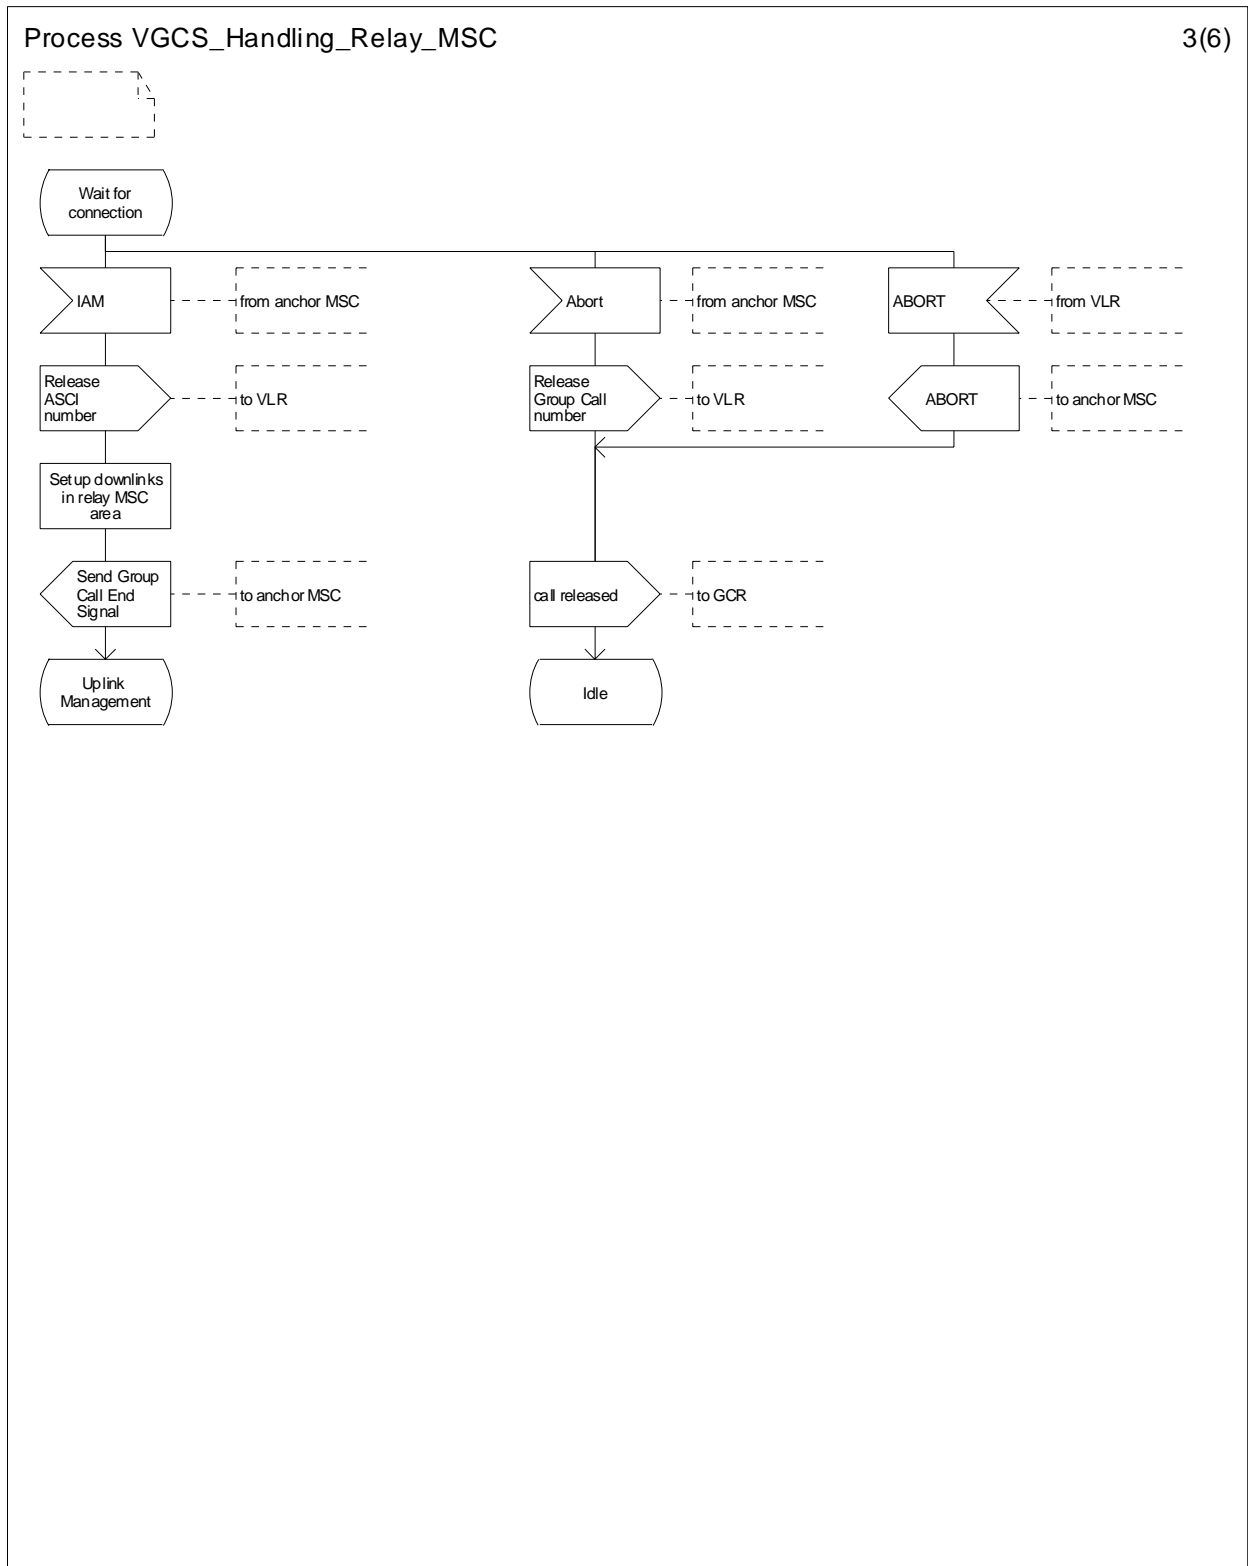 Process VGCS_Handling_Relay_MSC
3(6)
Wait for
connection
IAM
from anchor MSC
Abort
from anchor MSC
ABORT
from VLR
Release
ASCI
number
to VLR
Release
Group Call
number
to VLR
ABORT
to anchor MSC
Set up downlinks
in relay MSC
area
Send Group
Call End
Signal
to anchor MSC
call released
to GCR
Uplink
Management
Idle